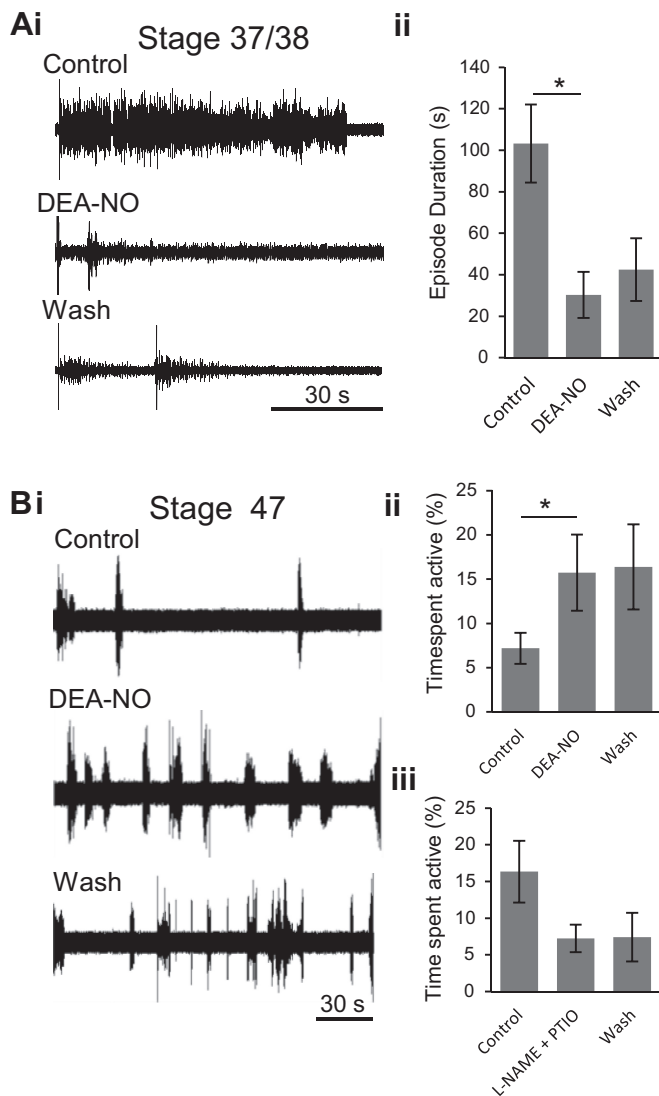 Ai
Stage 37/38
Control
DEA-NO
Wash
30 s
ii
Episode Duration (s)
140
120
100
80
60
40
20
0
*
Control
DEA-NO
Wash
Bi
Stage 47
Control
DEA-NO
Wash
30 s
ii
Timespent active (%)
25
20
15
10
5
0
*
Control
DEA-NO
Wash
iii
Time spent active (%)
25
20
15
10
5
0
Control
L-NAME + PTIO
Wash